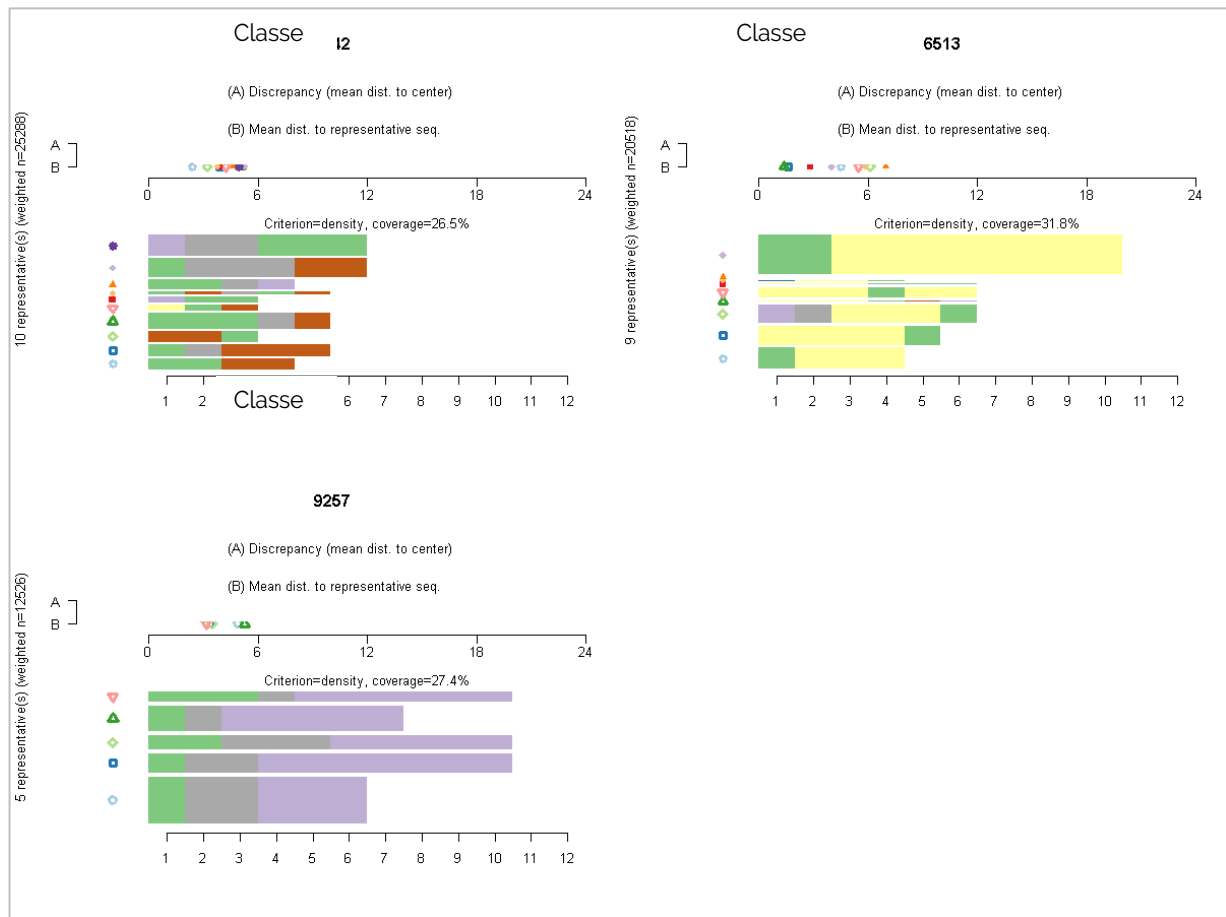 Classe
12
(A) Discrepancy (mean dist. to center)
(B) Mean dist. to representative seq.
10 representative(s) (weighted n=25288)
A
B
0 6 12 18 24
Criterion=density, coverage=26.5%
1 2 6 7 8 9 10 11 12
Classe
6513
(A) Discrepancy (mean dist. to center)
(B) Mean dist. to representative seq.
9 representative(s) (weighted n=20518)
A
B
0 6 12 18 24
Criterion=density, coverage=31.8%
1 2 3 4 5 6 7 8 9 10 11 12
Classe
9257
(A) Discrepancy (mean dist. to center)
(B) Mean dist. to representative seq.
5 representative(s) (weighted n=12526)
A
B
0 6 12 18 24
Criterion=density, coverage=27.4%
1 2 3 4 5 6 7 8 9 10 11 12